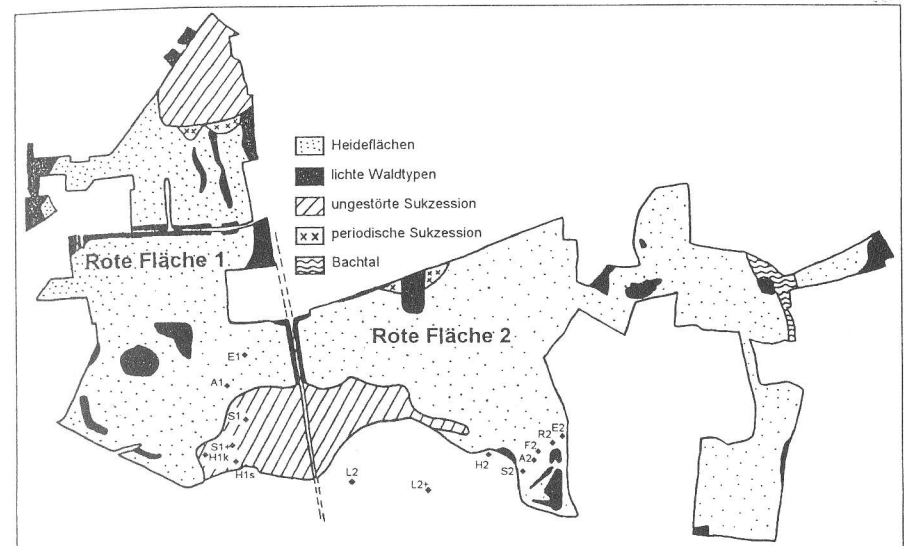 Heideflächen
lichte Waldtypen
ungestörte Sukzession
periodische Sukzession
Bachtal
Rote Fläche 1
Rote Fläche 2
E1
A1
S1
S1+
H1k
H1s
L2
L2+
H2
S2
A2
F2
R2
E2